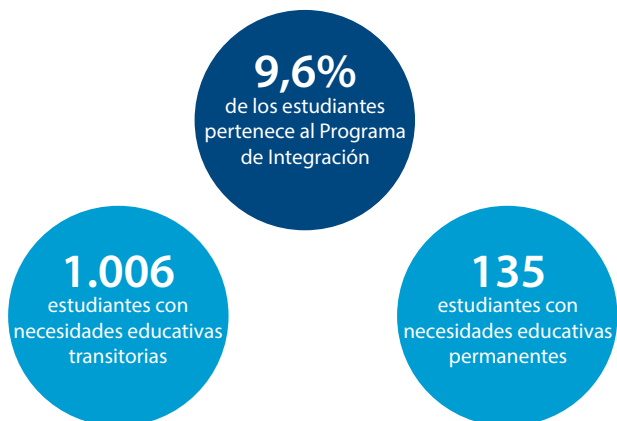 9,6%
de los estudiantes
pertenece al Programa
de Integración
1.006
estudiantes con
necesidades educativas
transitorias
135
estudiantes con
necesidades educativas
permanentes